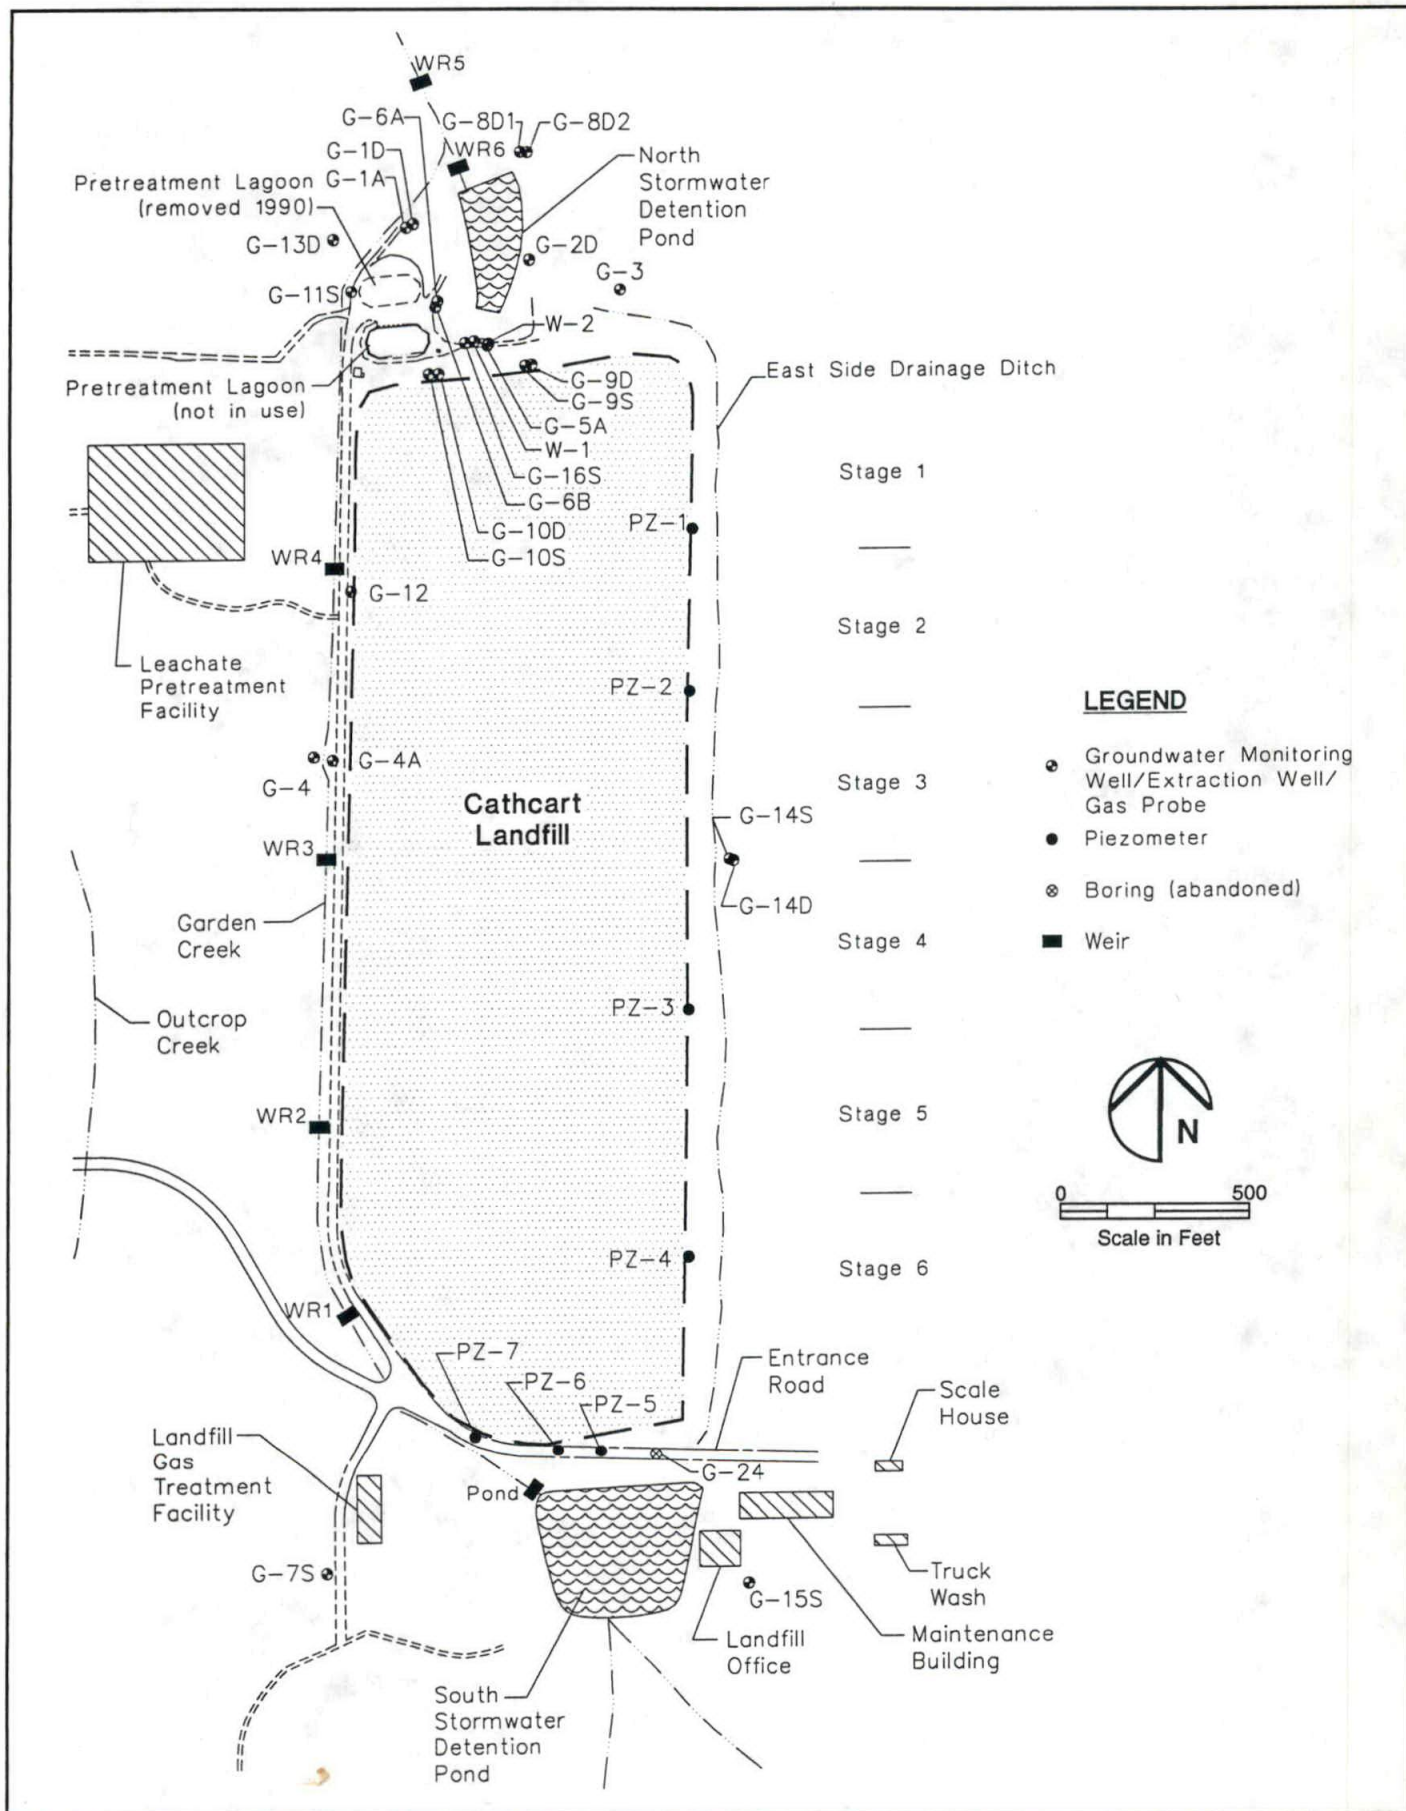 WR5
G-6A
G-8D1
G-8D2
G-1D
WR6
North
Stormwater
Detention
Pond
Pretreatment Lagoon
(removed 1990)
G-1A
G-13D
G-2D
G-3
G-11S
W-2
Pretreatment Lagoon
(not in use)
East Side Drainage Ditch
G-9D
G-9S
G-5A
W-1
G-16S
G-6B
G-10D
G-10S
Stage 1
PZ-1
WR4
G-12
Stage 2
Leachate
Pretreatment
Facility
PZ-2
LEGEND
Groundwater Monitoring
Well/Extraction Well/
Gas Probe
Piezometer
Boring (abandoned)
Weir
G-4A
G-4
Stage 3
Cathcart
Landfill
G-14S
WR3
G-14D
Garden
Creek
Stage 4
PZ-3
Outcrop
Creek
WR2
Stage 5
N
0 500
Scale in Feet
PZ-4
Stage 6
WR1
PZ-7
PZ-6
PZ-5
Entrance
Road
Scale
House
Landfill
Gas
Treatment
Facility
G-24
Pond
G-7S
G-15S
Truck
Wash
Landfill
Office
Maintenance
Building
South
Stormwater
Detention
Pond